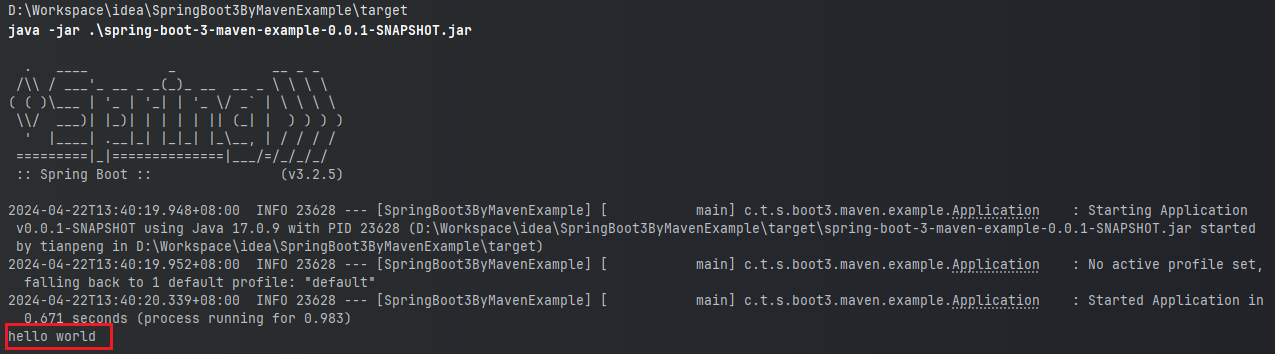 D:\Workspace\idea\SpringBoot3ByMavenExample\target
java -jar .\spring-boot-3-maven-example-0.0.1-SNAPSHOT.jar
  .   ____          _            __ _ _
 /\\ / ___'_ __ _ _(_)_ __  __ _ \ \ \ \
( ( )\___ | '_ | '_| | '_ \/ _` | \ \ \ \
 \\/  ___)| |_)| | | | | || (_| |  ) ) ) )
  '  |____| .__|_| |_|_| |_\__, | / / / /
 =========|_|==============|___/=/_/_/_/
 :: Spring Boot ::                (v3.2.5)
2024-04-22T13:40:19.948+08:00  INFO 23628 --- [SpringBoot3ByMavenExample] [           main] c.t.s.boot3.maven.example.Application    : Starting Application
 v0.0.1-SNAPSHOT using Java 17.0.9 with PID 23628 (D:\Workspace\idea\SpringBoot3ByMavenExample\target\spring-boot-3-maven-example-0.0.1-SNAPSHOT.jar started
 by tianpeng in D:\Workspace\idea\SpringBoot3ByMavenExample\target)
2024-04-22T13:40:19.952+08:00  INFO 23628 --- [SpringBoot3ByMavenExample] [           main] c.t.s.boot3.maven.example.Application    : No active profile set,
 falling back to 1 default profile: "default"
2024-04-22T13:40:20.339+08:00  INFO 23628 --- [SpringBoot3ByMavenExample] [           main] c.t.s.boot3.maven.example.Application    : Started Application in
 0.671 seconds (process running for 0.983)
hello world